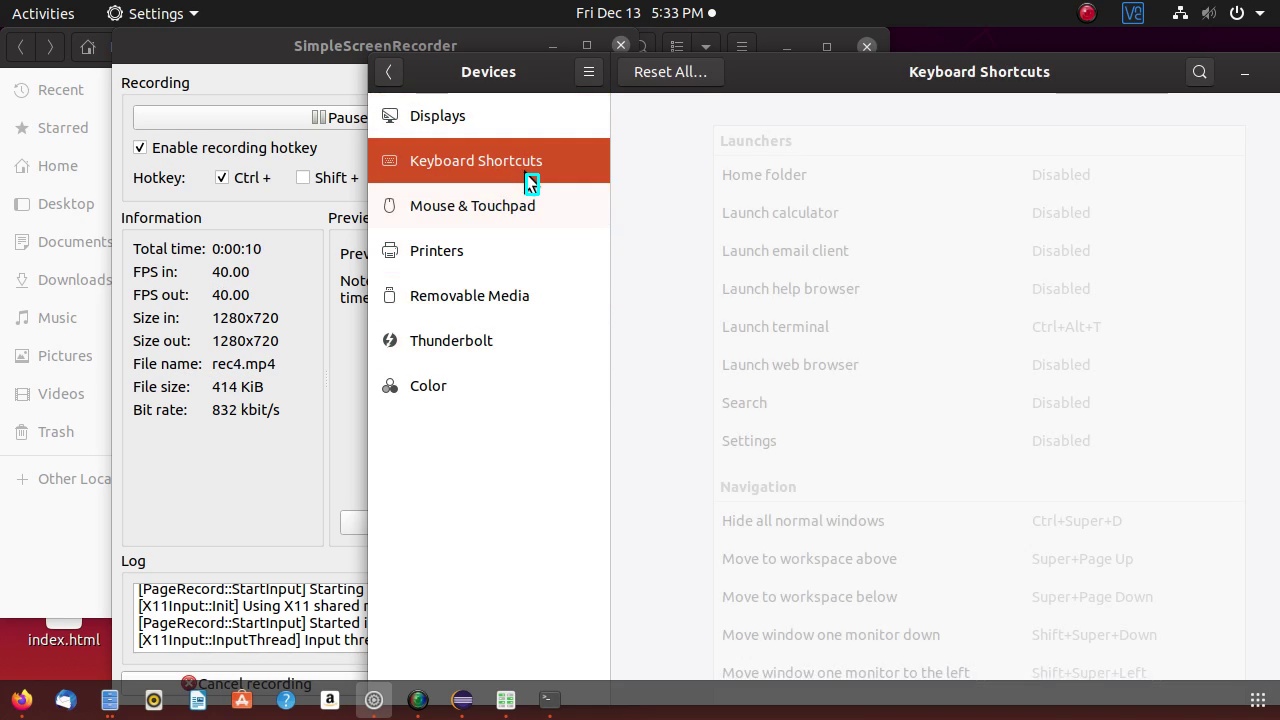 Activities
Settings
Fri Dec 13 5:33 PM
SimpleScreenRecorder
Recent
Starred
Home
Desktop
Documents
Downloads
Music
Pictures
Videos
Trash
Other Loca
index.html
Recording
Pause
Enable recording hotkey
Hotkey: Ctrl + Shift +
Information
Total time: 0:00:10
FPS in: 40.00
FPS out: 40.00
Size in: 1280x720
Size out: 1280x720
File name: rec4.mp4
File size: 414 KiB
Bit rate: 832 kbit/s
Previe
Prev
Note
time
Log
[PageRecord::StartInput] Starting
[X11Input::Init] Using X11 shared
[PageRecord::StartInput] Started i
[X11Input::InputThread] Input thre
Cancel recording
Devices
Displays
Keyboard Shortcuts
Mouse & Touchpad
Printers
Removable Media
Thunderbolt
Color
Reset All...
Keyboard Shortcuts
Launchers
Home folder Disabled
Launch calculator Disabled
Launch email client Disabled
Launch help browser Disabled
Launch terminal Ctrl+Alt+T
Launch web browser Disabled
Search Disabled
Settings Disabled
Navigation
Hide all normal windows Ctrl+Super+D
Move to workspace above Super+Page Up
Move to workspace below Super+Page Down
Move window one monitor down Shift+Super+Down
Move window one monitor to the left Shift+Super+Left